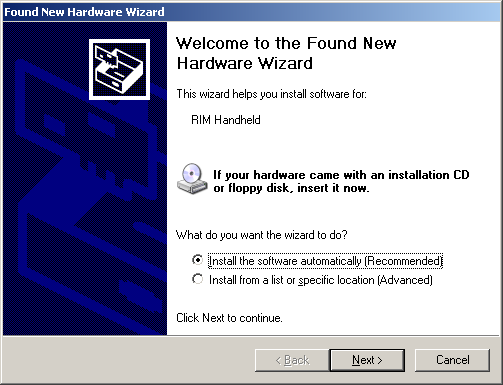 Found New Hardware Wizard
Welcome to the Found New
Hardware Wizard
This wizard helps you install software for:
RIM Handheld
If your hardware came with an installation CD
or floppy disk, insert it now.
What do you want the wizard to do?
Install the software automatically (Recommended)
Install from a list or specific location (Advanced)
Click Next to continue.
< Back Next > Cancel